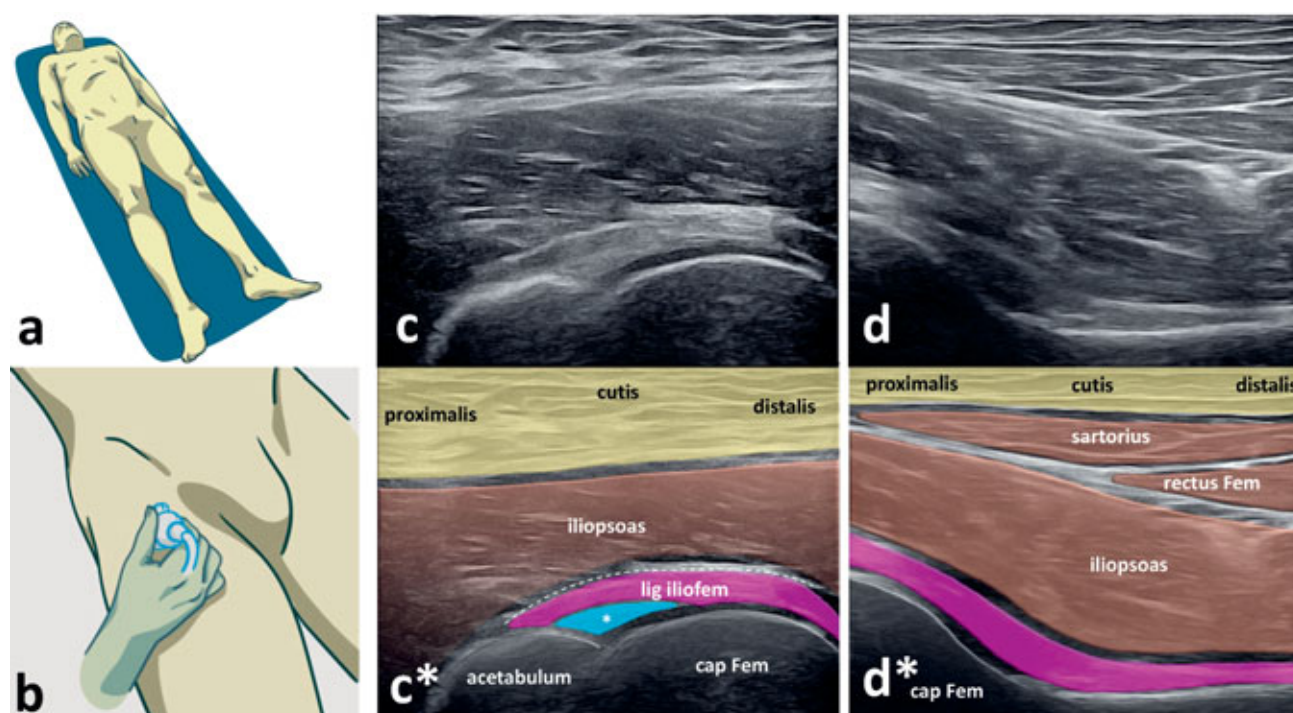 a
c
d
b
proximalis
cutis
distalis
iliopsoas
lig iliofem
*
acetabulum
cap Fem
c*
proximalis
cutis
distalis
sartorius
rectus Fem
iliopsoas
d*
cap Fem